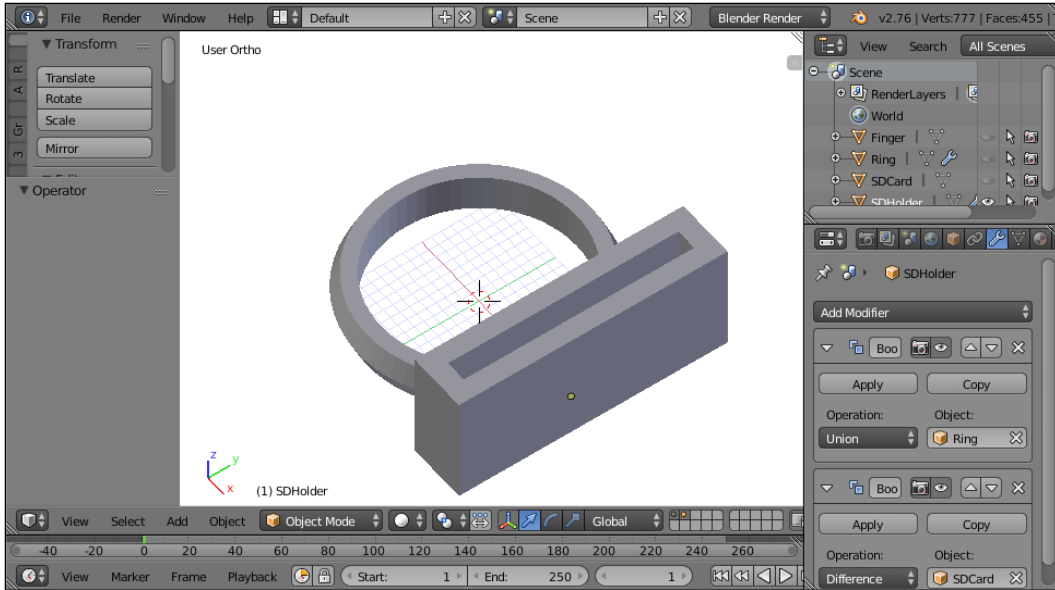 File Render Window Help Default Scene Blender Render v2.76 | Verts:777 | Faces:455 |
Transform
Translate
Rotate
Scale
Mirror
Operator
R
A
Gr
User Ortho
z
y
x
(1) SDHolder
View Search All Scenes
Scene
RenderLayers |
World
Finger |
Ring |
SDCard |
SDHolder |
SDHolder
Add Modifier
Boo
Apply Copy
Operation: Object:
Union Ring
Boo
Apply Copy
Operation: Object:
Difference SDCard
View Select Add Object Object Mode Global
-40 -20 0 20 40 60 80 100 120 140 160 180 200 220 240 260
View Marker Frame Playback Start: 1 End: 250 1